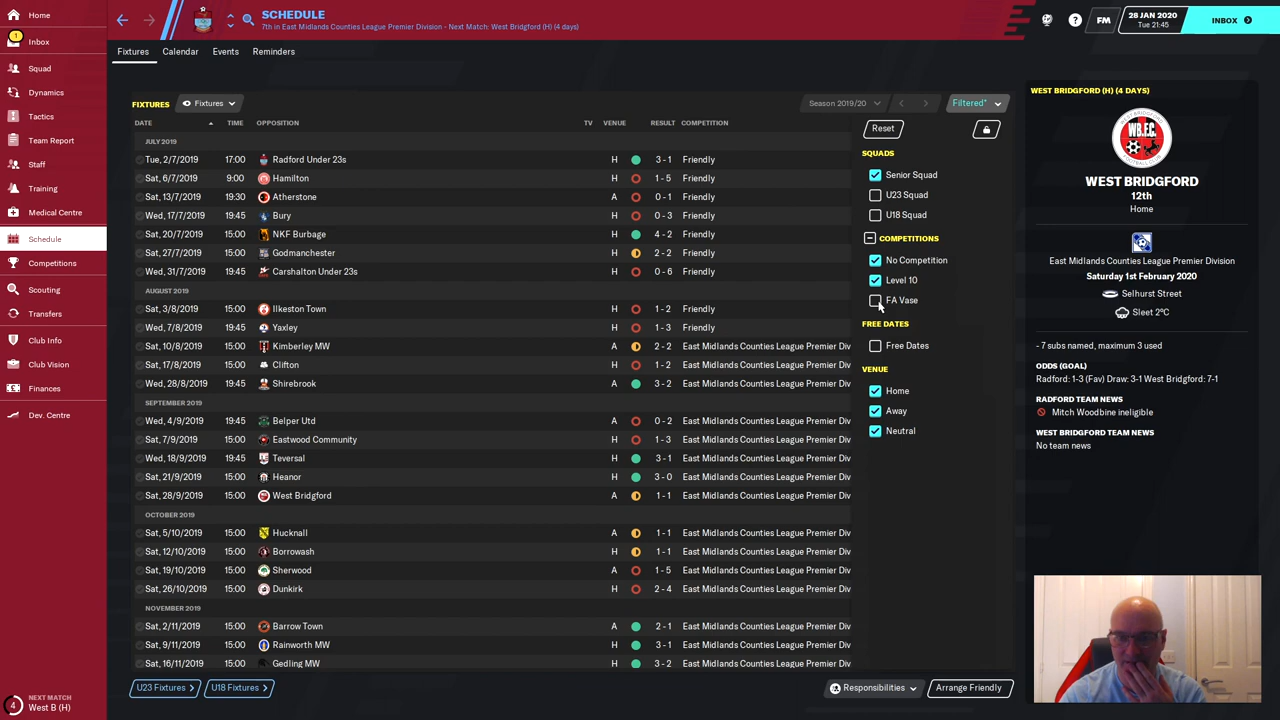 Home
SCHEDULE
7th in East Midlands Counties League Premier Division - Next Match: West Bridgford (H) (4 days)
FM
28 JAN 2020
Tue 21:45
INBOX
1
Inbox
Squad
Dynamics
Tactics
Team Report
Staff
Training
Medical Centre
Schedule
Competitions
Scouting
Transfers
Club Info
Club Vision
Finances
Dev. Centre
4
NEXT MATCH
West B (H)
Fixtures Calendar Events Reminders
FIXTURES Fixtures Season 2019/20 Filtered*
DATE TIME OPPOSITION TV VENUE RESULT COMPETITION
JULY 2019
Tue, 2/7/2019 17:00 Radford Under 23s H 3 - 1 Friendly
Sat, 6/7/2019 9:00 Hamilton H 1 - 5 Friendly
Sat, 13/7/2019 19:30 Atherstone A 0 - 1 Friendly
Wed, 17/7/2019 19:45 Bury H 0 - 3 Friendly
Sat, 20/7/2019 15:00 NKF Burbage H 4 - 2 Friendly
Sat, 27/7/2019 15:00 Godmanchester H 2 - 2 Friendly
Wed, 31/7/2019 19:45 Carshalton Under 23s H 0 - 6 Friendly
AUGUST 2019
Sat, 3/8/2019 15:00 Ilkeston Town H 1 - 2 Friendly
Wed, 7/8/2019 19:45 Yaxley H 1 - 3 Friendly
Sat, 10/8/2019 15:00 Kimberley MW A 2 - 2 East Midlands Counties League Premier Div
Sat, 17/8/2019 15:00 Clifton H 1 - 2 East Midlands Counties League Premier Div
Wed, 28/8/2019 19:45 Shirebrook A 3 - 2 East Midlands Counties League Premier Div
SEPTEMBER 2019
Wed, 4/9/2019 19:45 Belper Utd A 0 - 2 East Midlands Counties League Premier Div
Sat, 7/9/2019 15:00 Eastwood Community H 1 - 3 East Midlands Counties League Premier Div
Wed, 18/9/2019 19:45 Teversal H 3 - 1 East Midlands Counties League Premier Div
Sat, 21/9/2019 15:00 Heanor H 3 - 0 East Midlands Counties League Premier Div
Sat, 28/9/2019 15:00 West Bridgford A 1 - 1 East Midlands Counties League Premier Div
OCTOBER 2019
Sat, 5/10/2019 15:00 Hucknall A 1 - 1 East Midlands Counties League Premier Div
Sat, 12/10/2019 15:00 Borrowash H 1 - 1 East Midlands Counties League Premier Div
Sat, 19/10/2019 15:00 Sherwood A 1 - 5 East Midlands Counties League Premier Div
Sat, 26/10/2019 15:00 Dunkirk H 2 - 4 East Midlands Counties League Premier Div
NOVEMBER 2019
Sat, 2/11/2019 15:00 Barrow Town A 2 - 1 East Midlands Counties League Premier Div
Sat, 9/11/2019 15:00 Rainworth MW H 3 - 1 East Midlands Counties League Premier Div
Sat, 16/11/2019 15:00 Gedling MW H 3 - 2 East Midlands Counties League Premier Div
U23 Fixtures U18 Fixtures Responsibilities Arrange Friendly
Reset
SQUADS
Senior Squad
U23 Squad
U18 Squad
COMPETITIONS
No Competition
Level 10
FA Vase
FREE DATES
Free Dates
VENUE
Home
Away
Neutral
WEST BRIDGFORD (H) (4 DAYS)
WEST BRIDGFORD
W.B.F.C.
FOOTBALL CLUB
WEST BRIDGFORD
12th
Home
East Midlands Counties League Premier Division
Saturday 1st February 2020
Selhurst Street
Sleet 2ºC
- 7 subs named, maximum 3 used
ODDS (GOAL)
Radford: 1-3 (Fav) Draw: 3-1 West Bridgford: 7-1
RADFORD TEAM NEWS
Mitch Woodbine ineligible
WEST BRIDGFORD TEAM NEWS
No team news